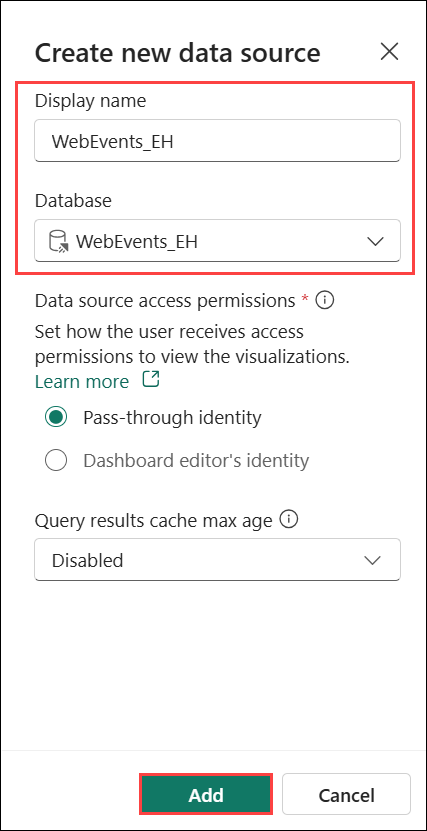 Create new data source
Display name
WebEvents_EH
Database
WebEvents_EH
Data source access permissions *
Set how the user receives access
permissions to view the visualizations.
Learn more
Pass-through identity
Dashboard editor's identity
Query results cache max age
Disabled
Add
Cancel